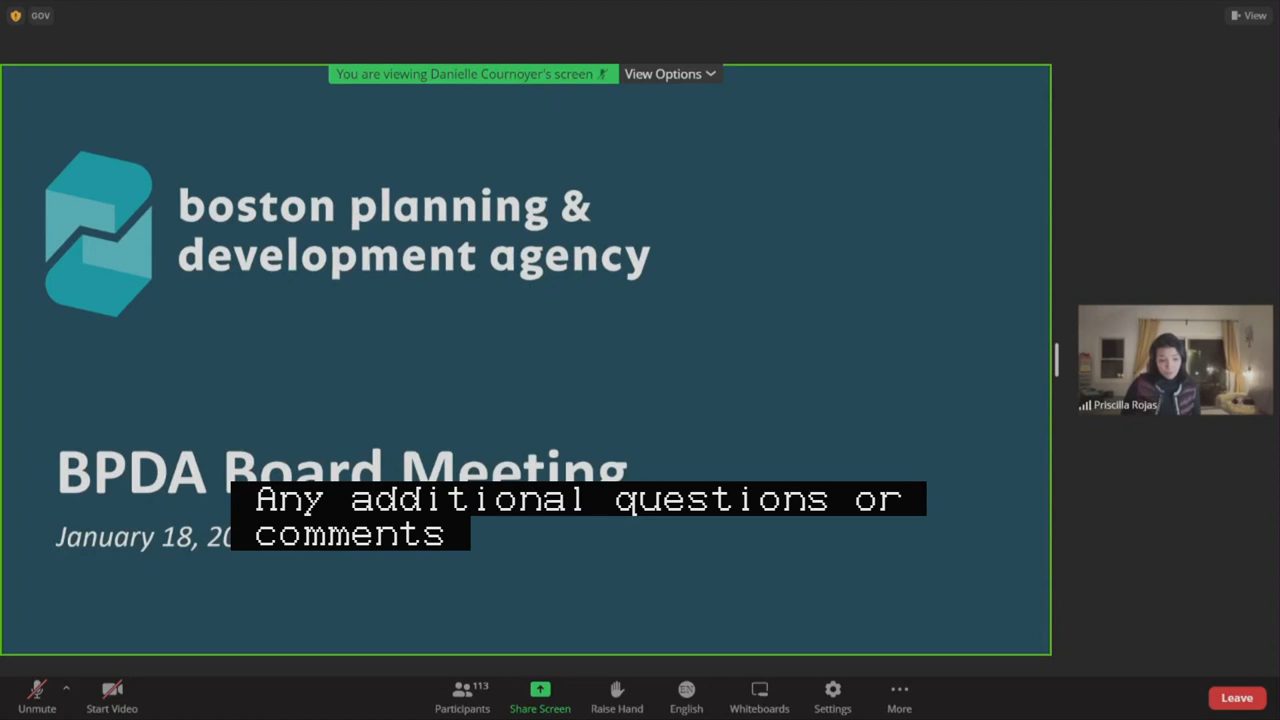 GOV
View
You are viewing Danielle Cournoyer's screen
View Options
boston planning &
development agency
Priscilla Rojas
BPDA Board Meeting
Any additional questions or
January 18, 20
comments
Unmute
Start Video
113
Participants
Share Screen
Raise Hand
EN
English
Whiteboards
Settings
More
Leave